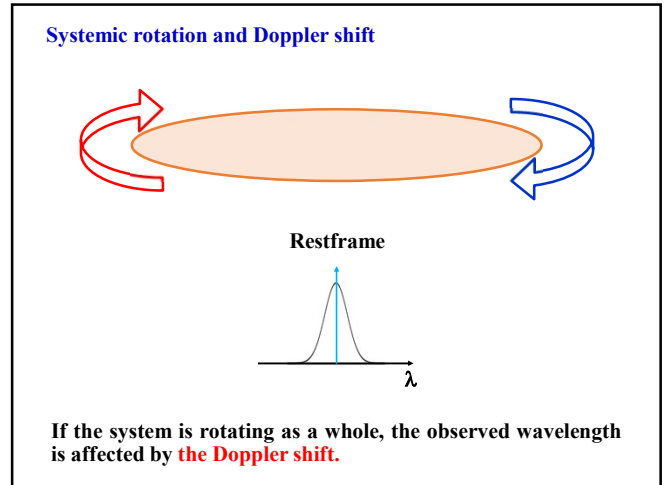 Systemic rotation and Doppler shift
Restframe
λ
If the system is rotating as a whole, the observed wavelength
is affected by the Doppler shift.